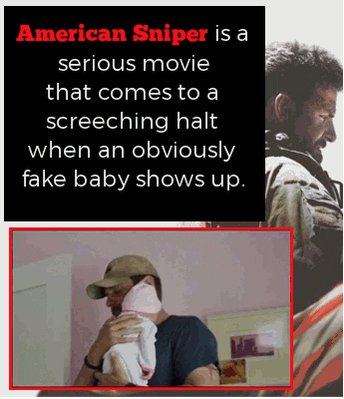 American Sniper is a
serious movie
that comes to a
screeching halt
when an obviously
fake baby shows up.